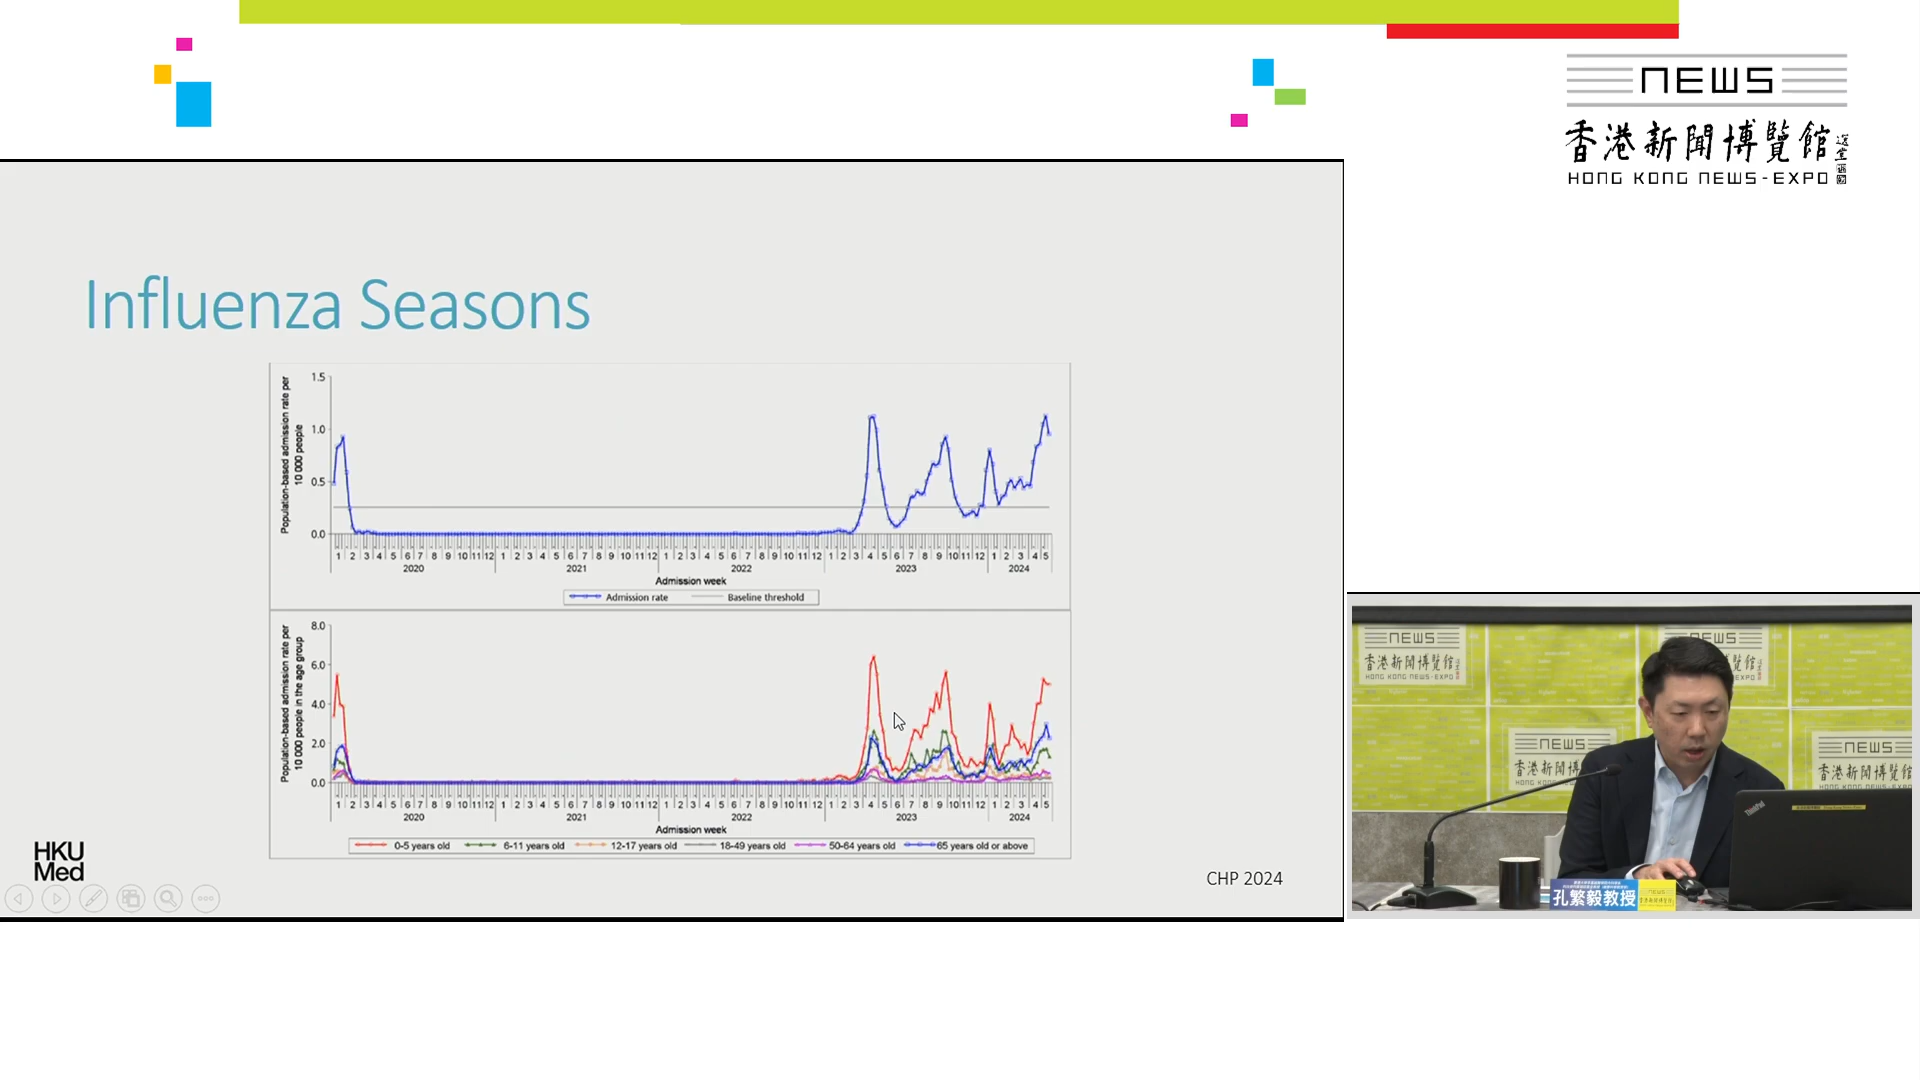 NEWS
香港新聞博覽館
HONG KONG NEWS-EXPO
Influenza Seasons
Population-based admission rate per
10 000 people
1.5
1.0
0.5
0.0
1 2 3 4 5 6 7 8 9 10 11 12 1 2 3 4 5 6 7 8 9 10 11 12 1 2 3 4 5 6 7 8 9 10 11 12 1 2 3 4 5 6 7 8 9 10 11 12 1 2 3 4 5
2020 2021 2022 2023 2024
Admission week
Admission rate Baseline threshold
Population-based admission rate per
10 000 people in the age group
8.0
6.0
4.0
2.0
0.0
1 2 3 4 5 6 7 8 9 10 11 12 1 2 3 4 5 6 7 8 9 10 11 12 1 2 3 4 5 6 7 8 9 10 11 12 1 2 3 4 5 6 7 8 9 10 11 12 1 2 3 4 5
2020 2021 2022 2023 2024
Admission week
0-5 years old 6-11 years old 12-17 years old 18-49 years old 50-64 years old 65 years old or above
HKU
Med
CHP 2024
NEWS
香港新聞博覽館
HONG KONG NEWS-EXPO
NEWS
覽館
EXPO
NEWS
香港新聞博
HONG KONG
NEWS
香港新聞博覽館
ThinkPad
孔繁毅教授
NEWS